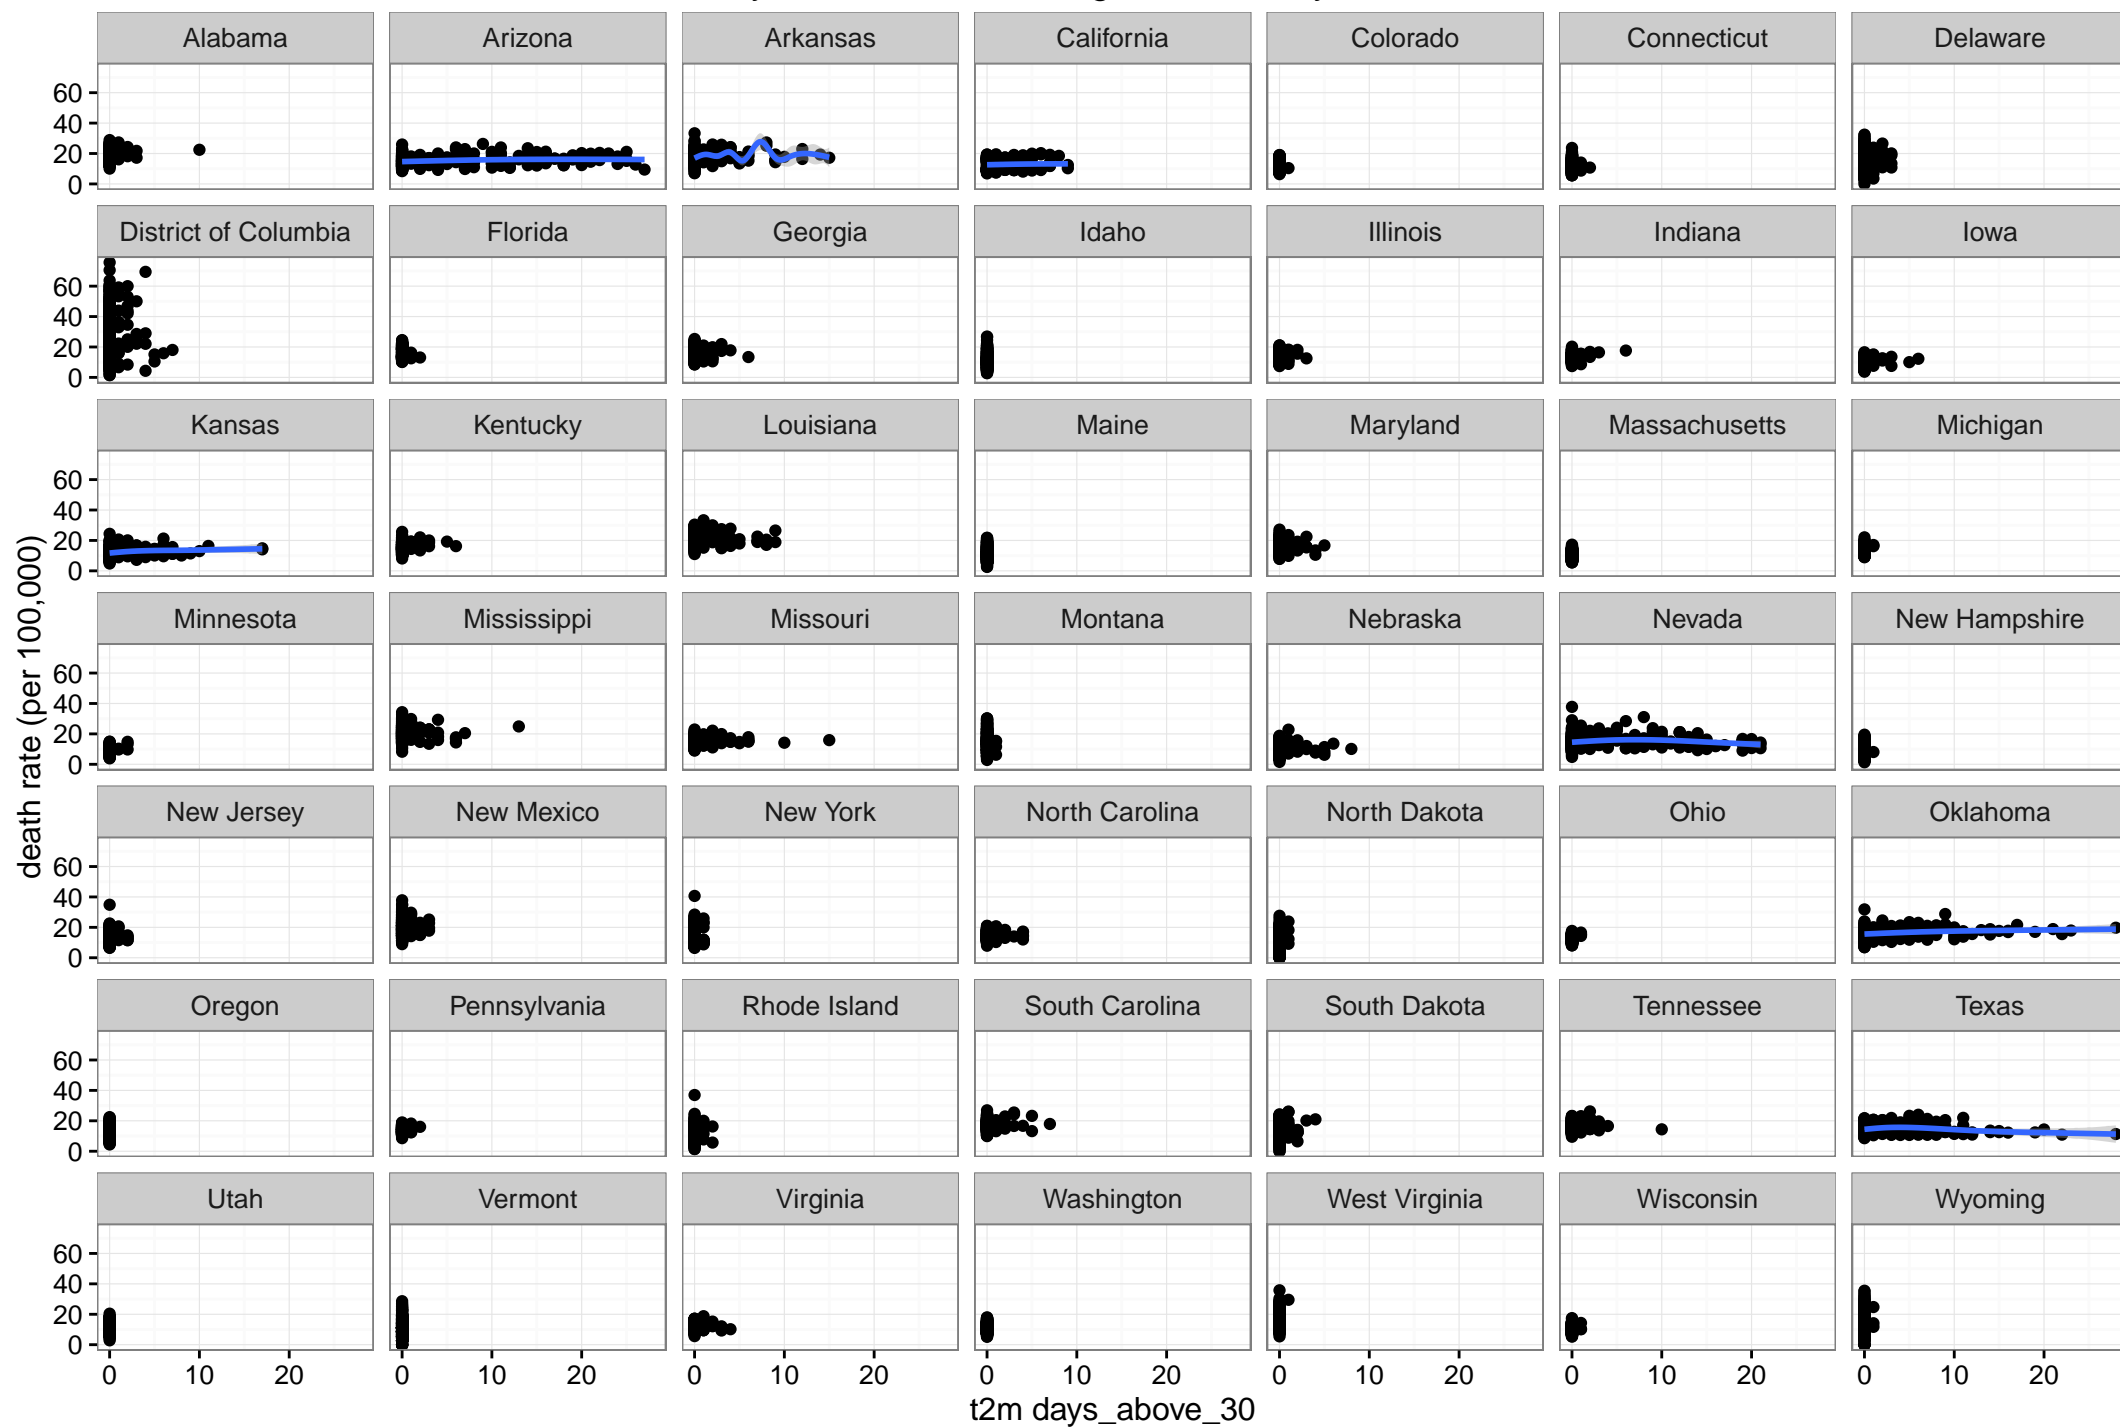 Alabama Arizona Arkansas California Colorado Connecticut Delaware
60
40
20
0
District of Columbia Florida Georgia Idaho Illinois Indiana Iowa
60
40
20
0
Kansas Kentucky Louisiana Maine Maryland Massachusetts Michigan
60
40
20
0
Minnesota Mississippi Missouri Montana Nebraska Nevada New Hampshire
60
40
20
0
New Jersey New Mexico New York North Carolina North Dakota Ohio Oklahoma
60
40
20
0
Oregon Pennsylvania Rhode Island South Carolina South Dakota Tennessee Texas
60
40
20
0
Utah Vermont Virginia Washington West Virginia Wisconsin Wyoming
60
40
20
0
0 10 20 0 10 20 0 10 20 0 10 20 0 10 20 0 10 20 0 10 20
t2m days_above_30
death rate (per 100,000)